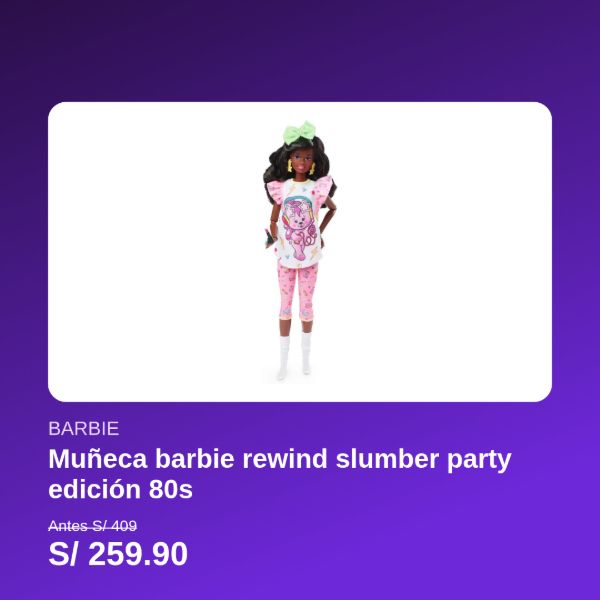 BARBIE
Muñeca barbie rewind slumber party
edición 80s
Antes S/ 409
S/ 259.90